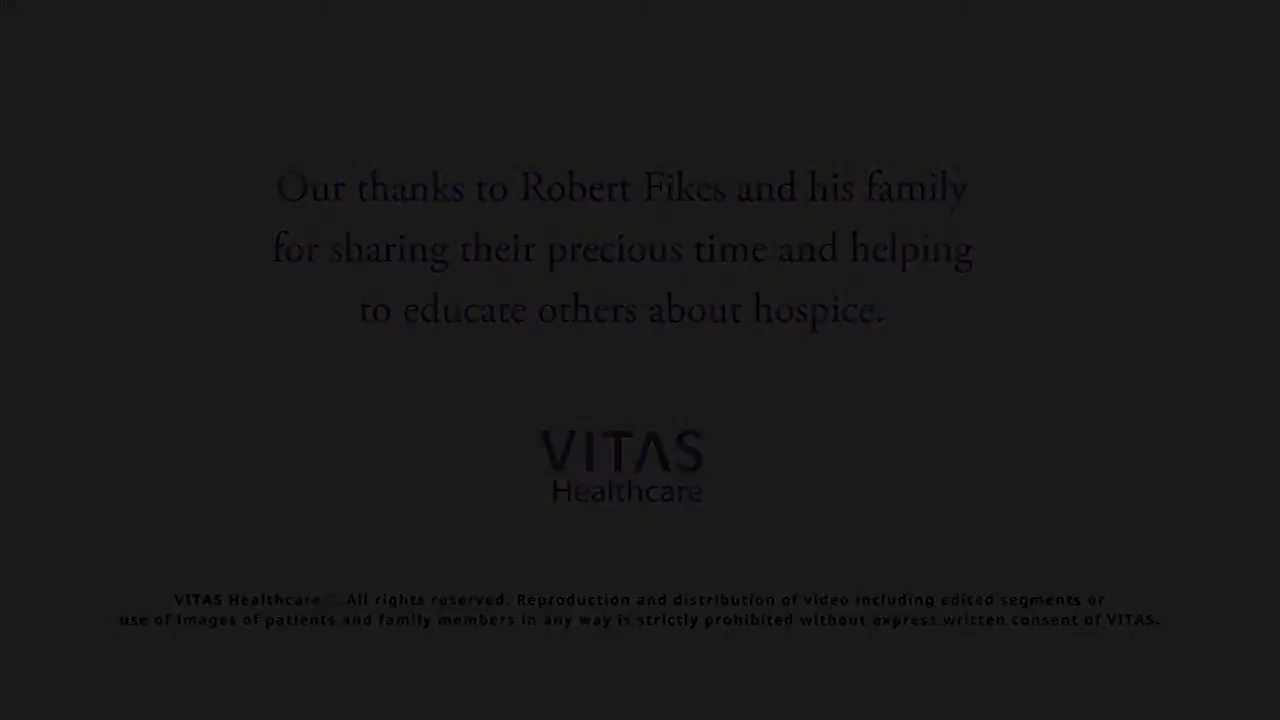 Our thanks to Robert Fikes and his family
for sharing their precious time and helping
to educate others about hospice.
VITAS
Healthcare
VITAS Healthcare All rights reserved. Reproduction and distribution of video including edited segments or
use of images of patients and family members in any way is strictly prohibited without express written consent of VITAS.